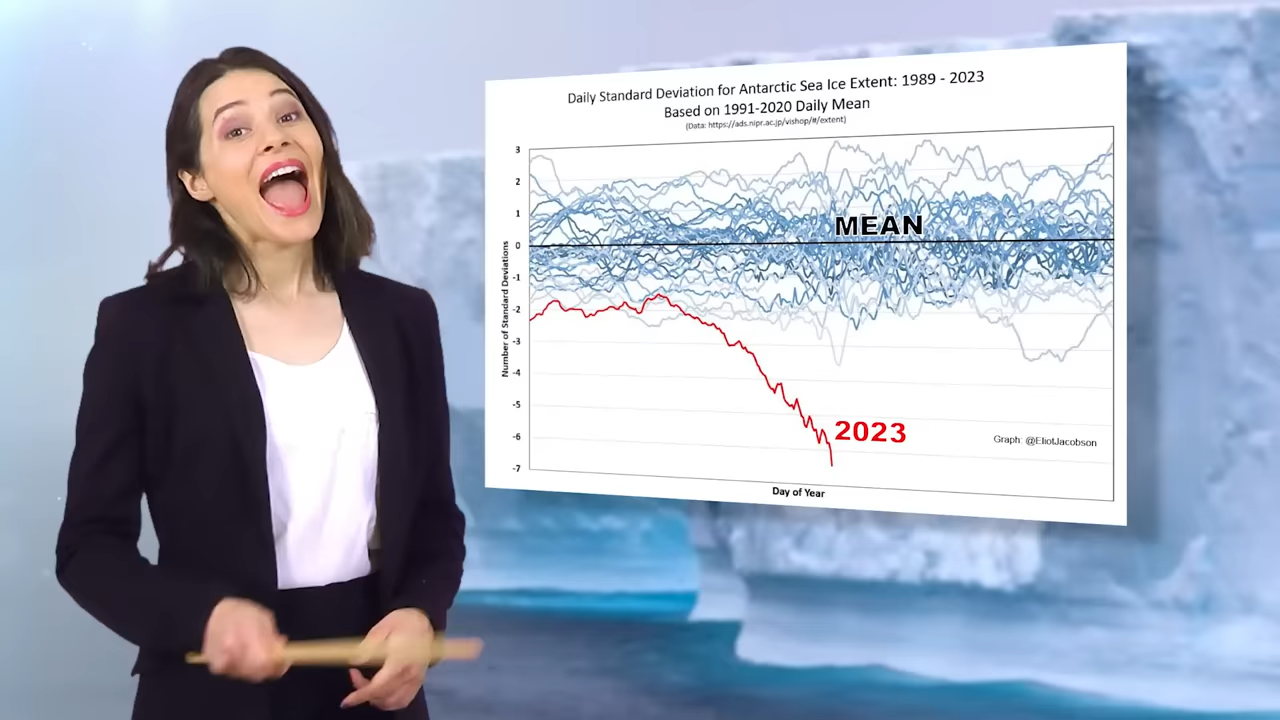 Daily Standard Deviation for Antarctic Sea Ice Extent: 1989 - 2023
Based on 1991-2020 Daily Mean
(Data: https://ads.nipr.ac.jp/vishop/#/extent)
3
2
1
0
-1
-2
-3
-4
-5
-6
-7
Number of Standard Deviations
MEAN
2023
Graph: @EliotJacobson
Day of Year